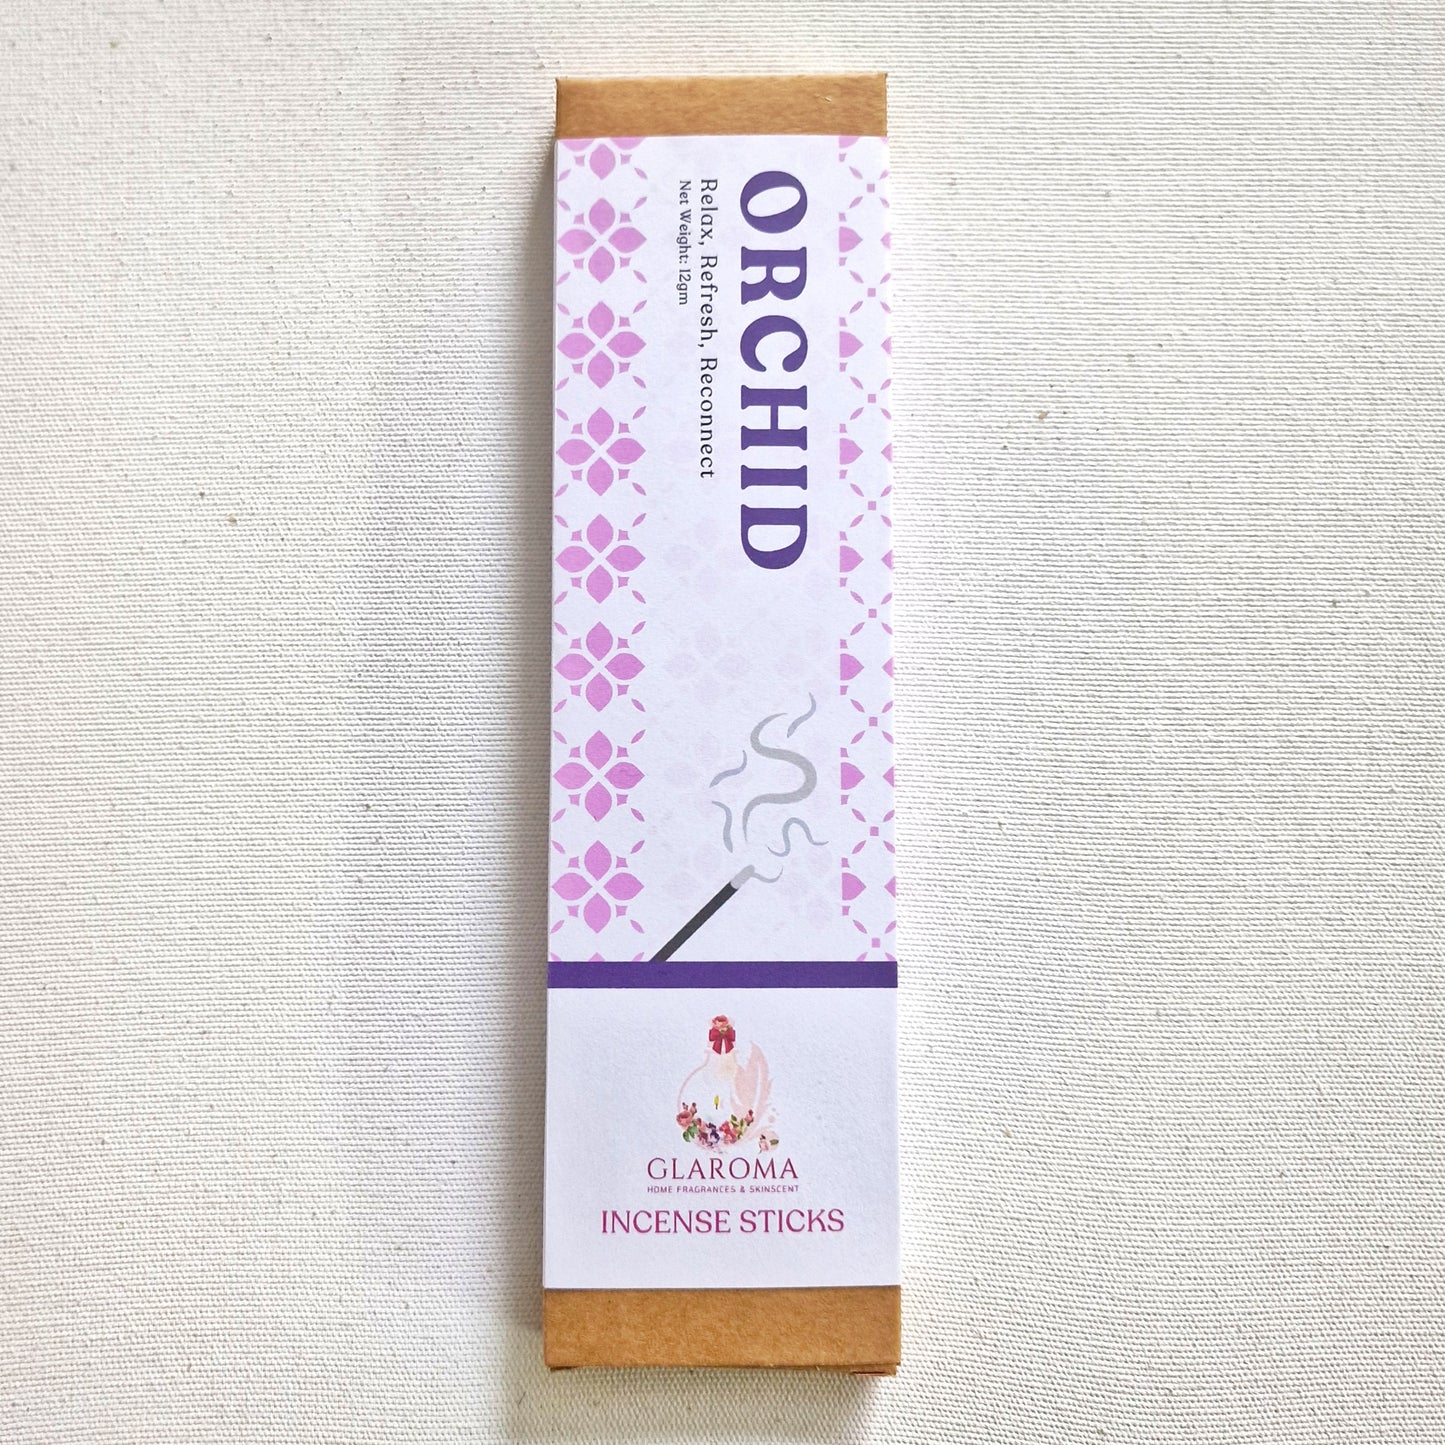 ORCHID
Relax, Refresh, Reconnect
Net Weight: 12gm
GLAROMA
HOME FRAGRANCES & SKINSCENT
INCENSE STICKS